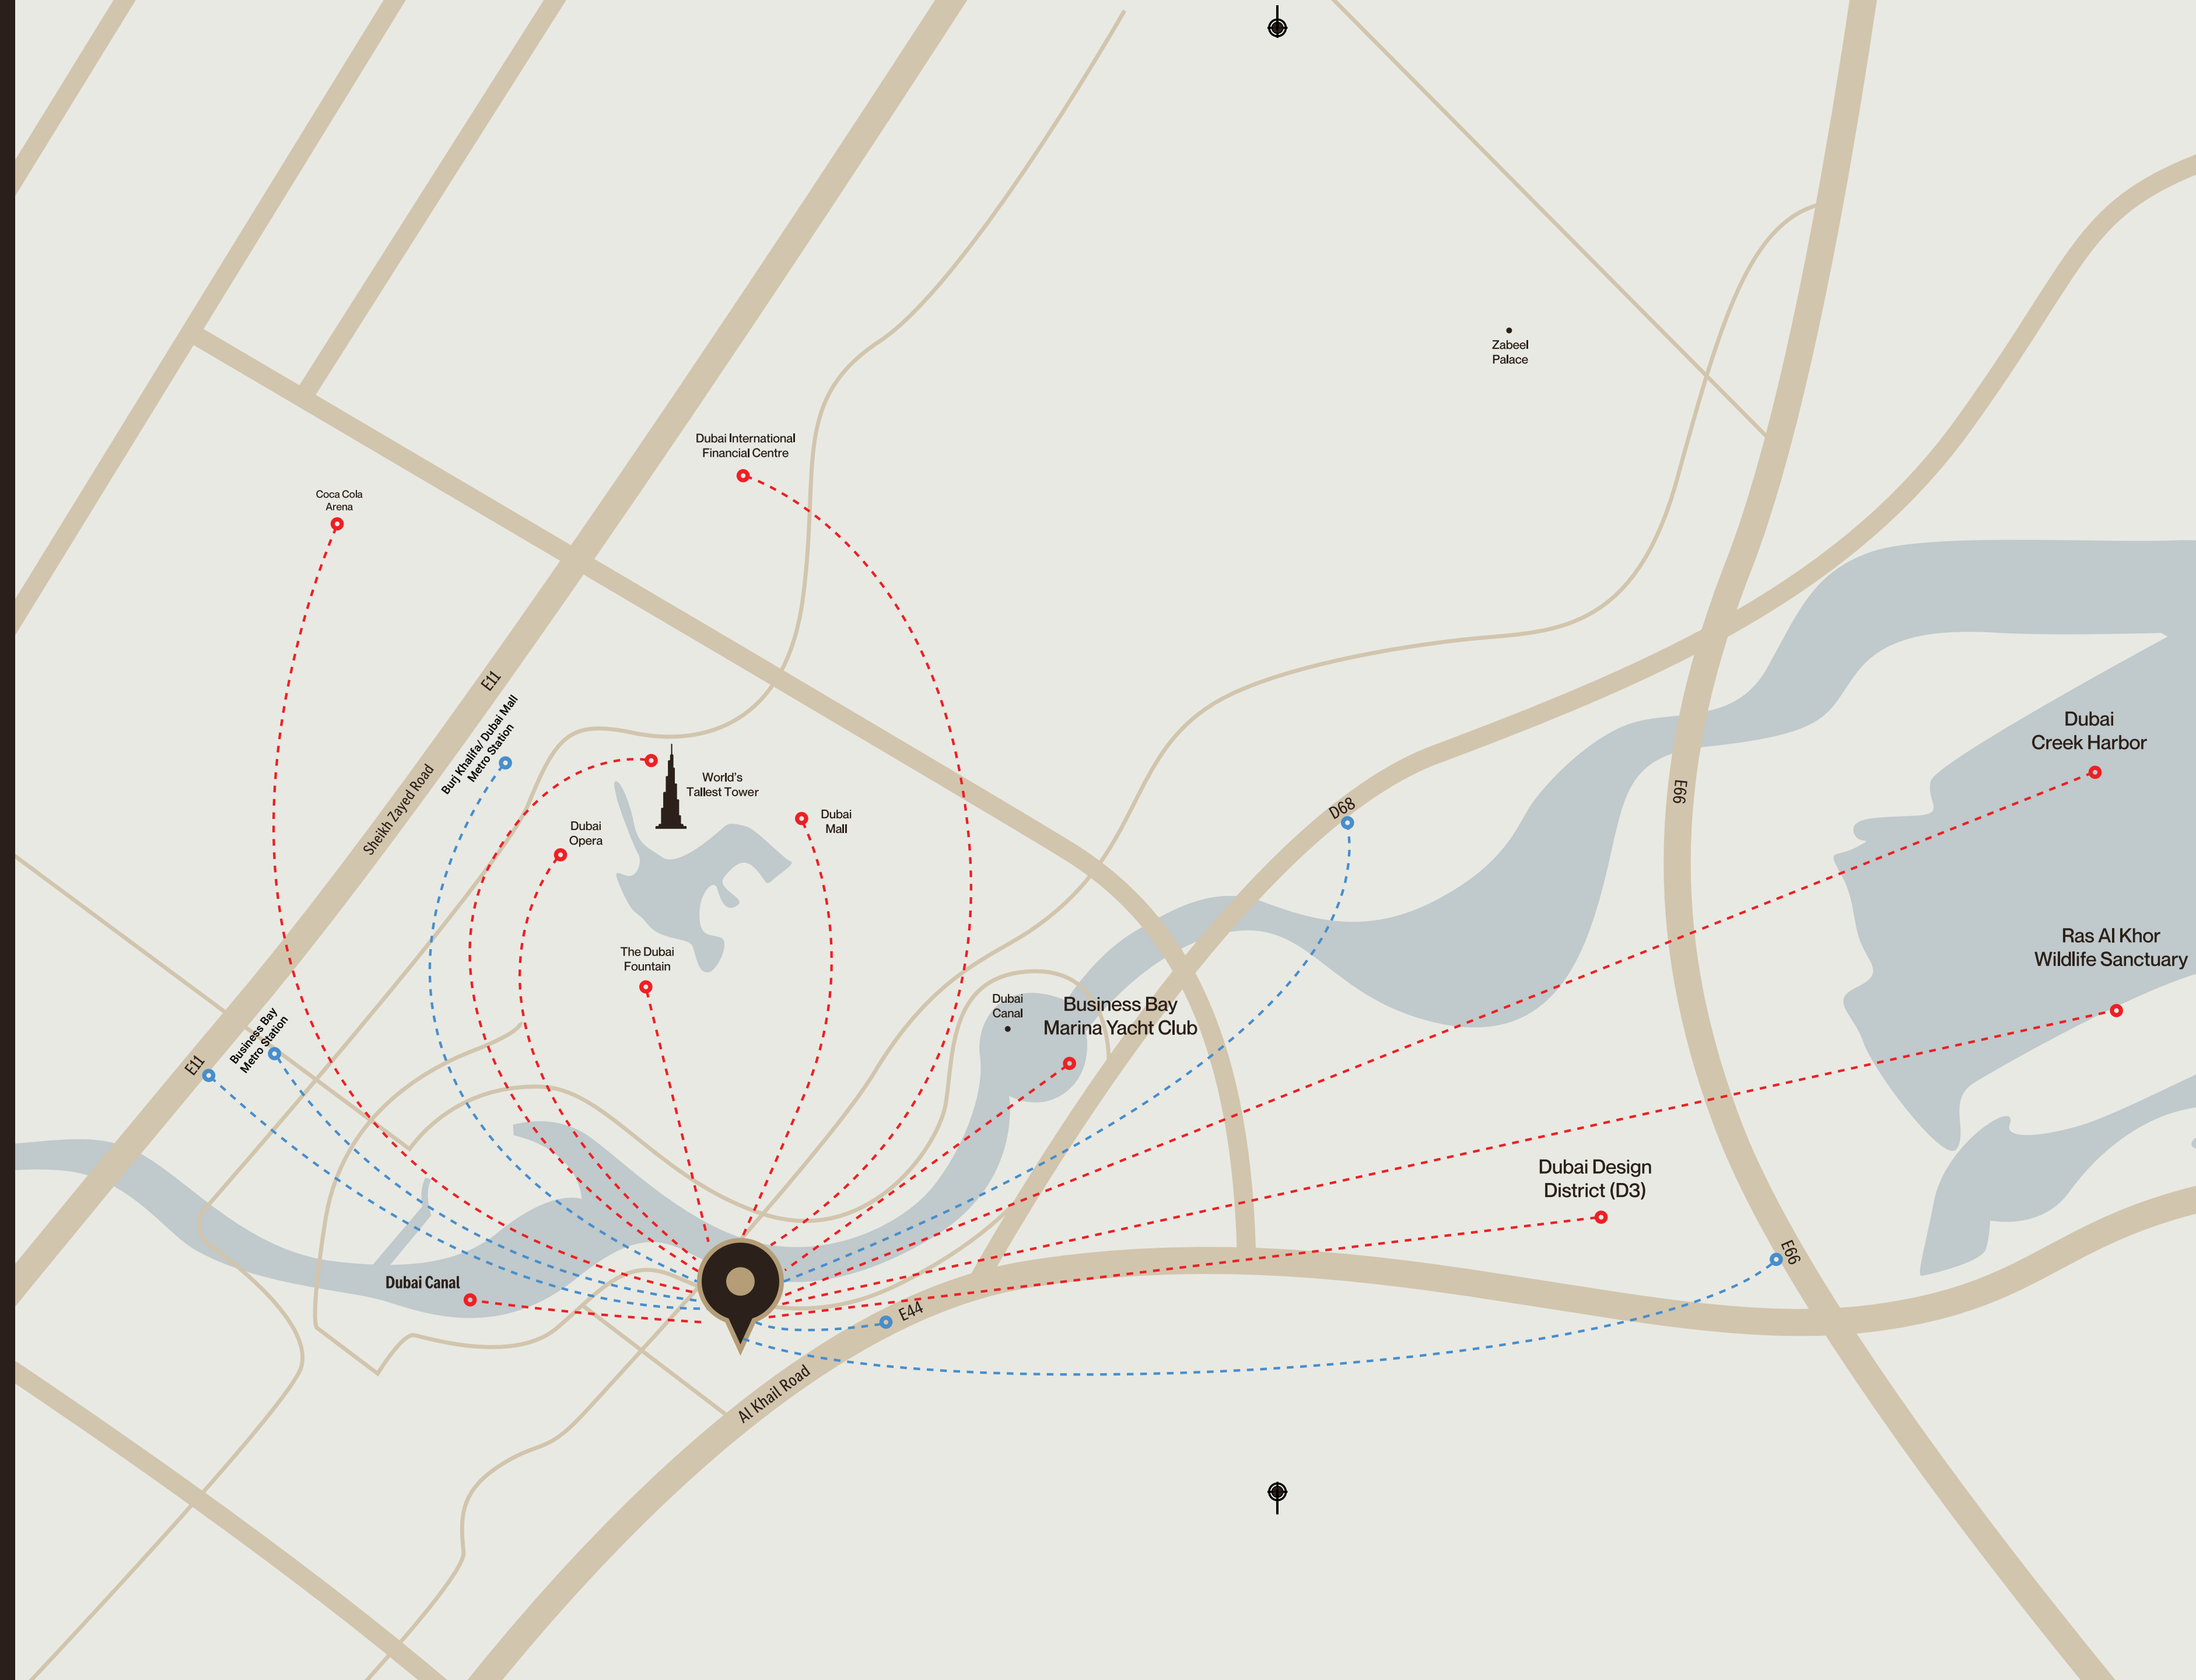 Zabeel
Palace
Dubai International
Financial Centre
Coca Cola
Arena
E11
Burj Khalifa/ Dubai Mall
Metro Station
Sheikh Zayed Road
World's
Tallest Tower
Dubai
Mall
Dubai
Opera
D68
E66
Dubai
Creek Harbor
The Dubai
Fountain
Ras Al Khor
Wildlife Sanctuary
Dubai
Canal
Business Bay
Marina Yacht Club
Business Bay
Metro Station
E11
Dubai Design
District (D3)
E66
Dubai Canal
E44
Al Khail Road